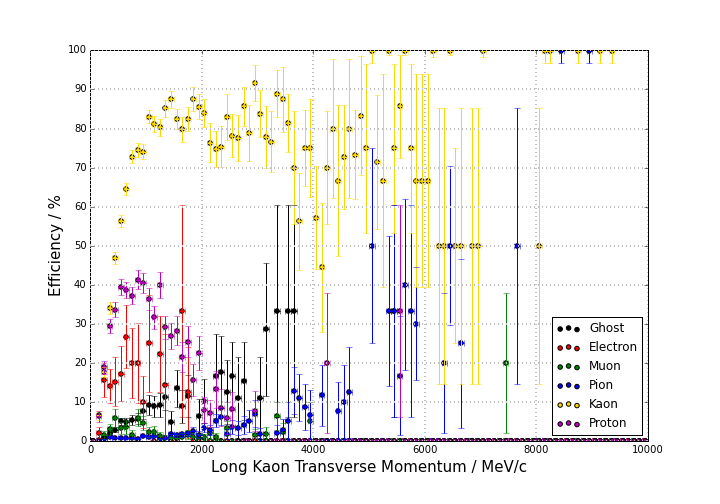 100
90
80
70
60
50
40
30
20
10
0
Efficiency / %
Ghost
Electron
Muon
Pion
Kaon
Proton
0 2000 4000 6000 8000 10000
Long Kaon Transverse Momentum / MeV/c